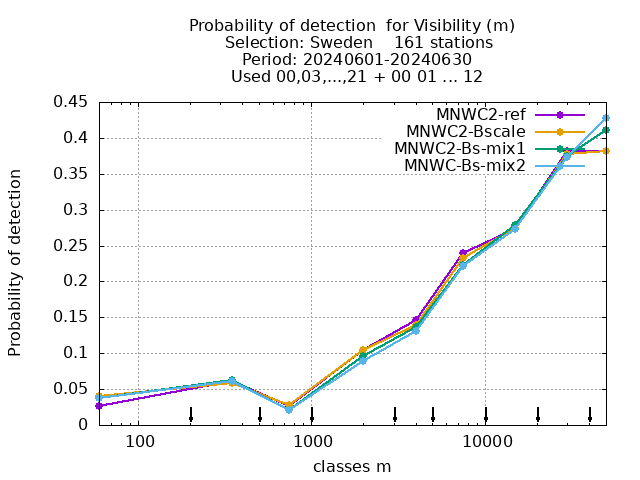 Probability of detection  for Visibility (m)
Selection: Sweden    161 stations
Period: 20240601-20240630
Used 00,03,...,21 + 00 01 ... 12
MNWC2-ref
MNWC2-Bscale
MNWC2-Bs-mix1
MNWC-Bs-mix2
Probability of detection
0.45
0.4
0.35
0.3
0.25
0.2
0.15
0.1
0.05
0
100
1000
10000
classes m